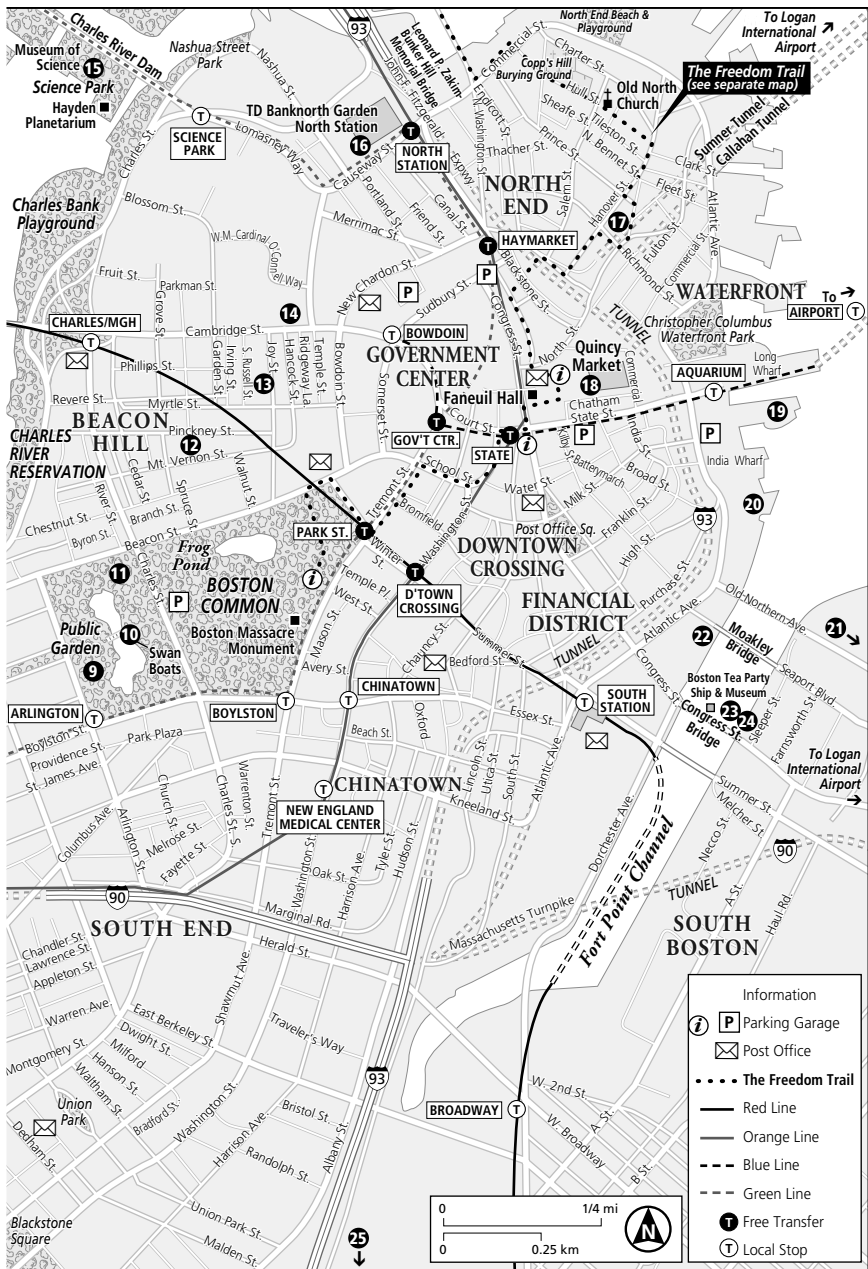 North End Beach &
Playground
To Logan
International
Airport
Charles River Dam
Museum of
Science
15
Science Park
Hayden
Planetarium
Nashua Street
Park
Nashua St.
93
Leonard P. Zakim
Bunker Hill
Memorial Bridge
John F. Fitzgerald
Expwy.
Commercial St.
Charter St.
Copp's Hill
Burying Ground
Hull St.
Old North
Church
The Freedom Trail
(see separate map)
TD Banknorth Garden
North Station
16
T
NORTH
STATION
T
SCIENCE
PARK
Lomasney Way
Causeway St.
Endicott St.
N. Washington St.
Sheafe St.
Tileston St.
Prince St.
N. Bennet St.
Thacher St.
Salem St.
Hanover St.
Clark St.
Fleet St.
Sumner Tunnel
Callahan Tunnel
Charles St.
Charles Bank
Playground
Blossom St.
Portland St.
Friend St.
Canal St.
Merrimac St.
NORTH
END
17
Atlantic Ave.
Fulton St.
Commercial St.
Richmond St.
T
HAYMARKET
W.M. Cardinal O'Connell Way
New Chardon St.
P
P
Blackstone St.
Fruit St.
Parkman St.
Grove St.
14
Sudbury St.
Congress St.
WATERFRONT
To
AIRPORT
T
TUNNEL
Christopher Columbus
Waterfront Park
CHARLES/MGH
T
Cambridge St.
T
BOWDOIN
GOVERNMENT
CENTER
North St.
Quincy
Market
18
i
Phillips St.
Garden St.
Irving St.
S. Russell St.
Joy St.
Hancock St.
Ridgeway La.
Temple St.
Bowdoin St.
Somerset St.
Faneuil Hall
Commercial
AQUARIUM
T
Long
Wharf
13
Revere St.
Myrtle St.
Chatham
State St.
19
BEACON
HILL
Pinckney St.
T
GOV'T CTR.
Court St.
T
STATE
i
P
P
India St.
India Wharf
CHARLES
RIVER
RESERVATION
12
Mt. Vernon St.
Walnut St.
Tremont St.
School St.
Kilby St.
Batterymarch
Broad St.
Water St.
Milk St.
Cedar St.
River St.
Spruce St.
20
93
Chestnut St.
Branch St.
Byron St.
Beacon St.
Bromfield
Washington St.
Post Office Sq.
Franklin St.
High St.
PARK ST.
T
Frog
Pond
Winter St.
DOWNTOWN
CROSSING
11
Charles St.
BOSTON
COMMON
i
P
Temple Pl.
West St.
T
D'TOWN
CROSSING
FINANCIAL
DISTRICT
Purchase St.
Old Northern Ave.
Atlantic Ave.
21
22
Moakley
Bridge
Public
Garden
10
Swan
Boats
9
Boston Massacre
Monument
Mason St.
Chauncy St.
Summer St.
TUNNEL
Seaport Blvd.
Avery St.
Bedford St.
Congress St.
Boston Tea Party
Ship & Museum
23
24
Congress St.
Bridge
Sleeper St.
Farnsworth St.
ARLINGTON
T
BOYLSTON
T
T
CHINATOWN
T
SOUTH
STATION
Essex St.
Boylston St.
Park Plaza
Providence St.
St. James Ave
Beach St.
Oxford
Lincoln St.
Utica St.
South St.
Atlantic Ave.
To Logan
International
Airport
Warrenton St.
T
CHINATOWN
NEW ENGLAND
MEDICAL CENTER
Kneeland St.
Summer St.
Melcher St.
Columbus Ave.
Church St.
Arlington St.
Melrose St.
Fayette St.
Charles St. S.
Tremont St.
Washington St.
Harrison Ave.
Tyler St.
Hudson St.
Oak St.
Dorchester Ave.
Necco St.
90
90
Marginal Rd.
Massachusetts Turnpike
Fort Point Channel
TUNNEL
A St.
Haul Rd.
SOUTH END
Herald St.
SOUTH
BOSTON
Chandler St.
Lawrence St.
Appleton St.
Shawmut Ave.
Warren Ave.
East Berkeley St.
Traveler's Way
Montgomery St.
Dwight St.
Milford
Hanson St.
Waltham St.
Bradford St.
Washington St.
93
Union
Park
Dedham St.
Harrison Ave.
Bristol St.
Albany St.
Randolph St.
Union Park St.
Malden St.
Blackstone
Square
25
BROADWAY
T
W. 2nd St.
W. Broadway
A St.
B St.
0 1/4 mi
0 0.25 km
N
Information
i P Parking Garage
Post Office
The Freedom Trail
Red Line
Orange Line
Blue Line
Green Line
T Free Transfer
T Local Stop